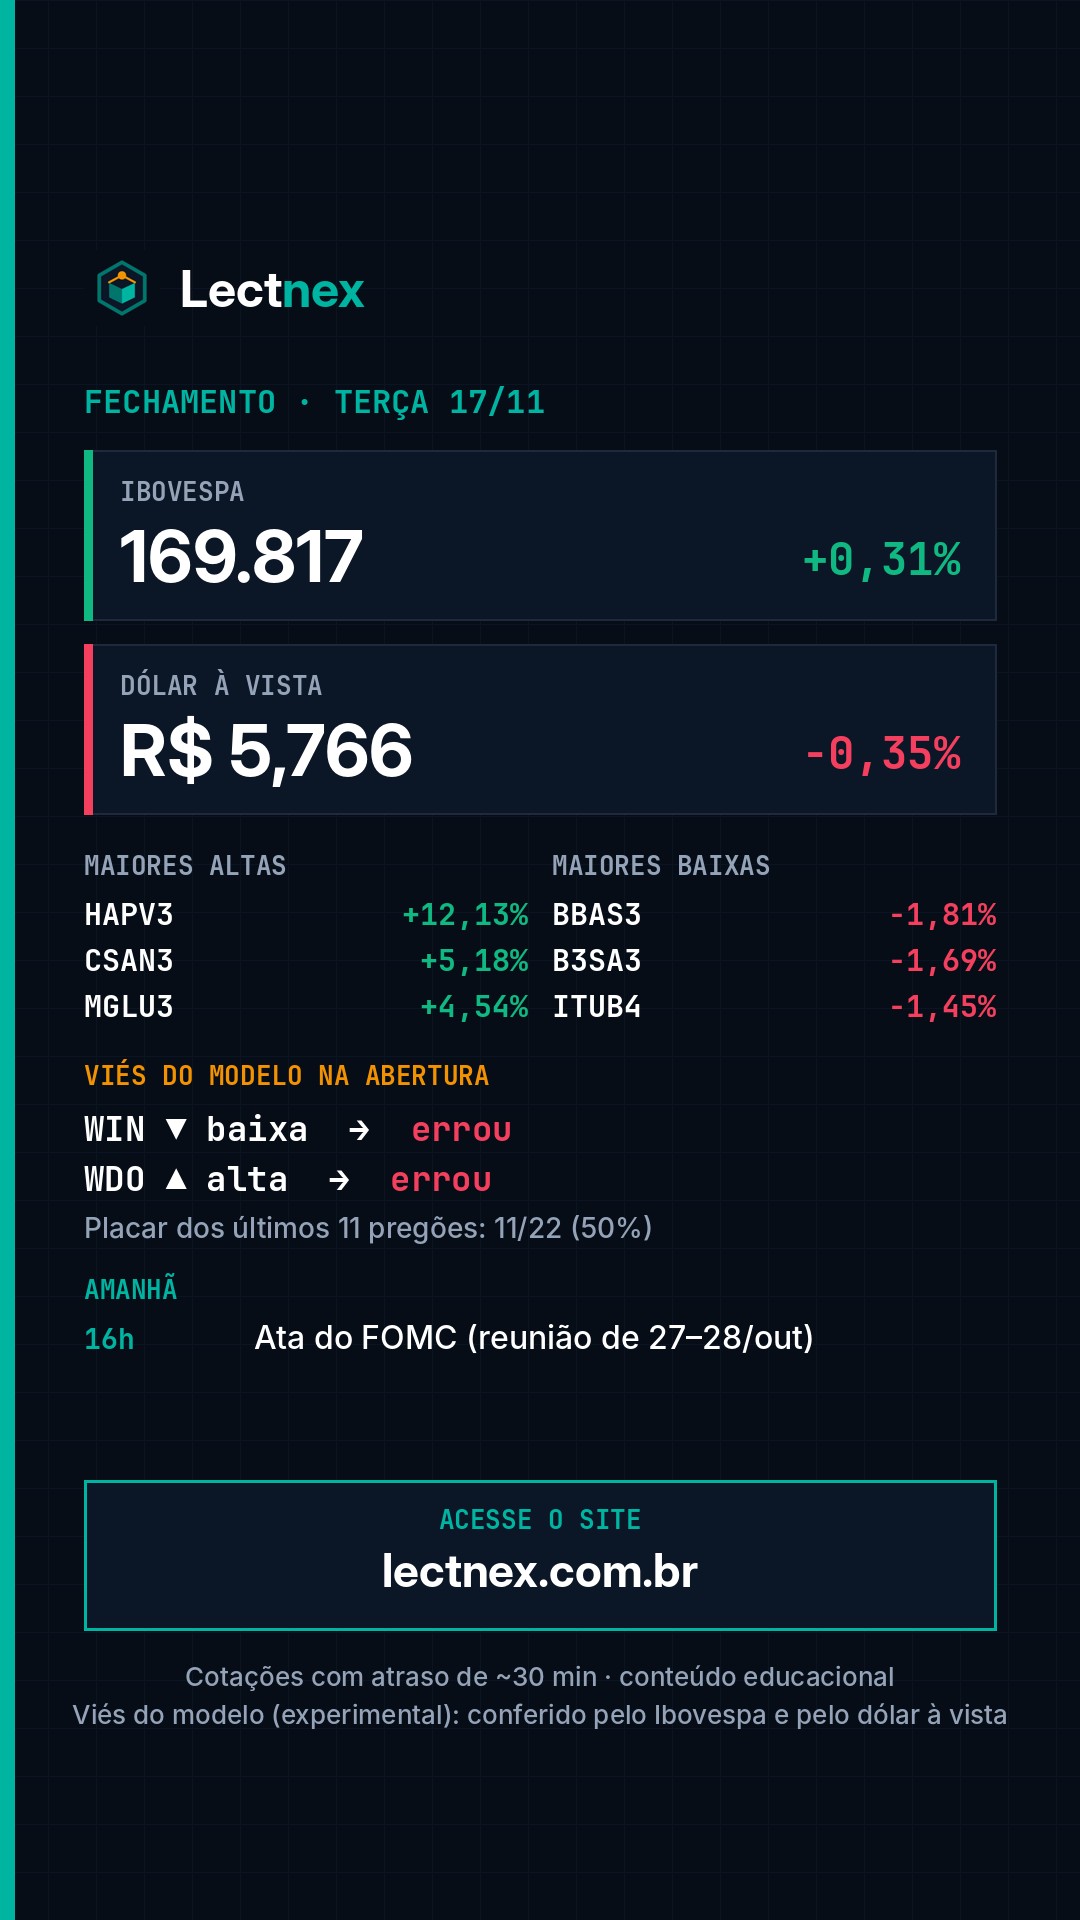 Lectnex
FECHAMENTO · TERÇA 17/11
IBOVESPA
169.817 +0,31%
DÓLAR À VISTA
R$ 5,766 -0,35%
MAIORES ALTAS MAIORES BAIXAS
HAPV3 +12,13% BBAS3 -1,81%
CSAN3 +5,18% B3SA3 -1,69%
MGLU3 +4,54% ITUB4 -1,45%
VIÉS DO MODELO NA ABERTURA
WIN ▼ baixa → errou
WDO ▲ alta → errou
Placar dos últimos 11 pregões: 11/22 (50%)
AMANHÃ
16h Ata do FOMC (reunião de 27–28/out)
ACESSE O SITE
lectnex.com.br
Cotações com atraso de ~30 min · conteúdo educacional
Viés do modelo (experimental): conferido pelo Ibovespa e pelo dólar à vista